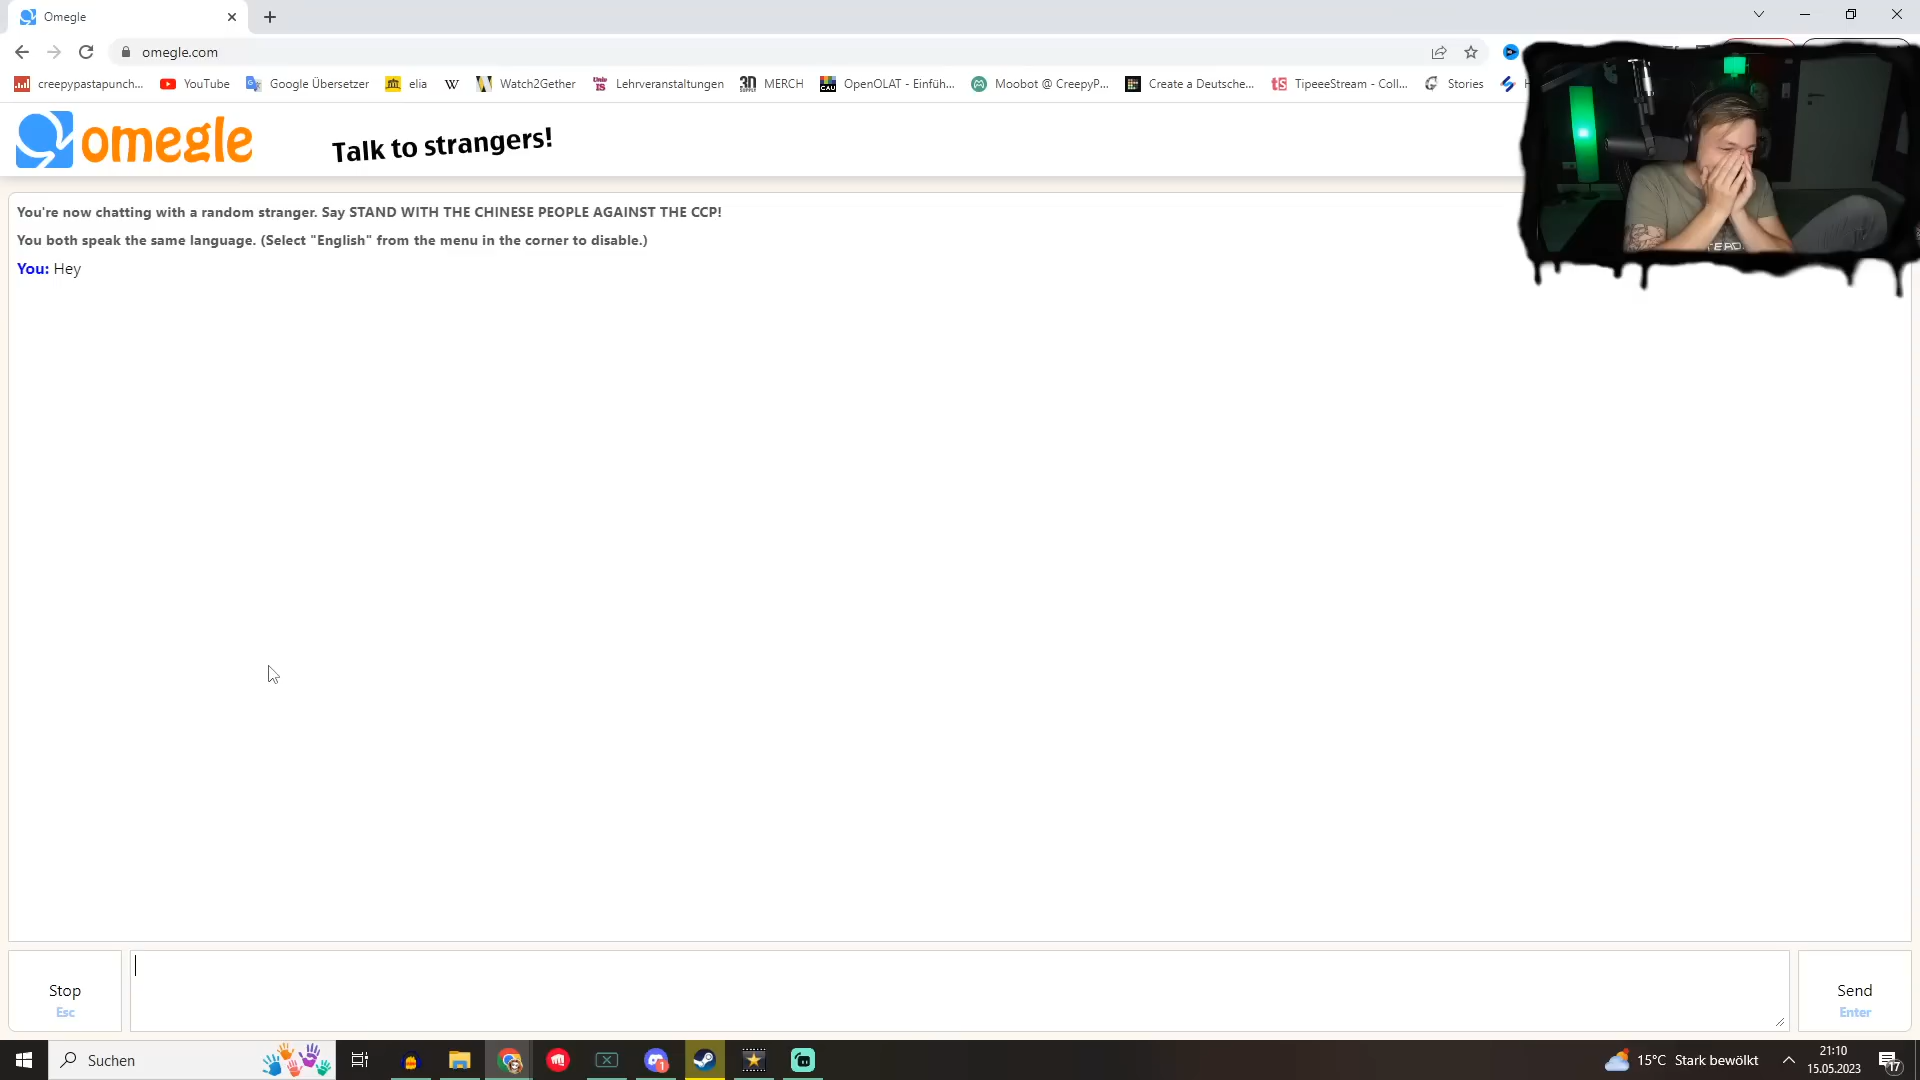 Omegle
omegle.com
creepypastapunch... YouTube Google Übersetzer elia W Watch2Gether Lehrveranstaltungen MERCH OpenOLAT - Einfüh... Moobot @ CreepyP... Create a Deutsche... TipeeeStream - Coll... Stories
omegle Talk to strangers!
You're now chatting with a random stranger. Say STAND WITH THE CHINESE PEOPLE AGAINST THE CCP!
You both speak the same language. (Select "English" from the menu in the corner to disable.)
You: Hey
Stop
Esc
Send
Enter
Suchen
15°C Stark bewölkt
21:10
15.05.2023
17